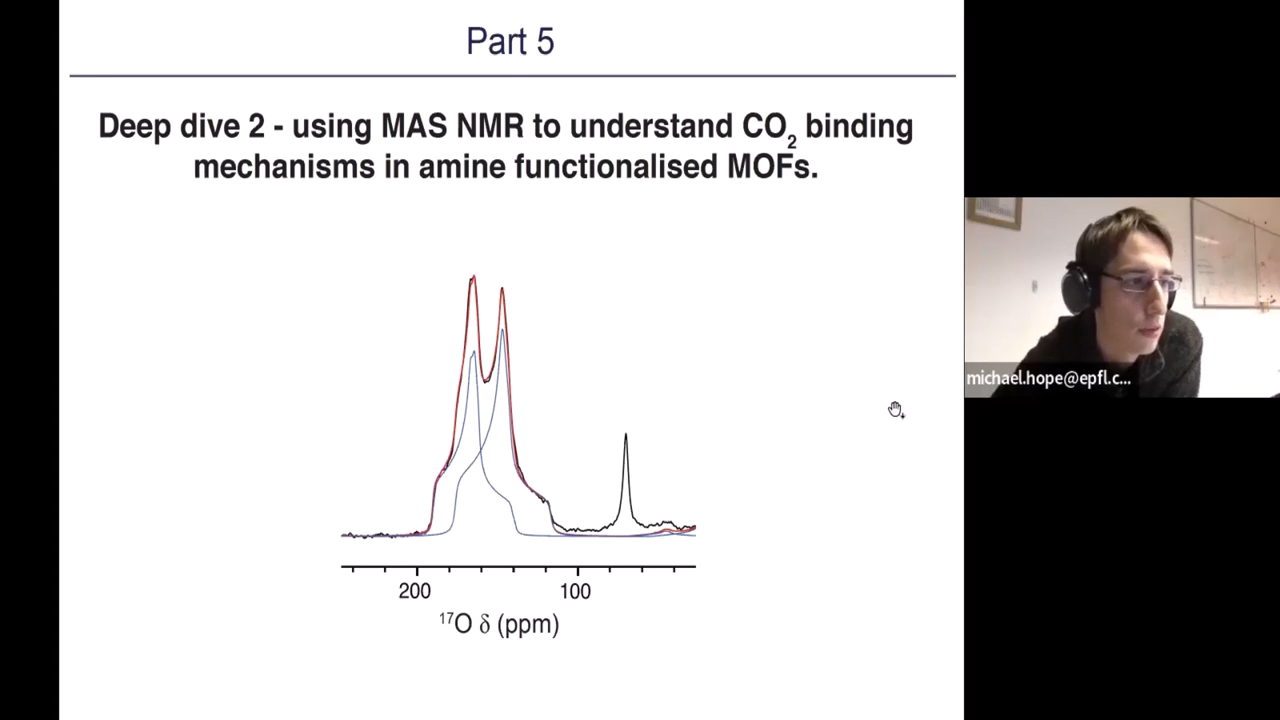 Part 5
Deep dive 2 - using MAS NMR to understand CO₂ binding
mechanisms in amine functionalised MOFs.
200
100
¹⁷O δ (ppm)
michael.hope@epfl.c...